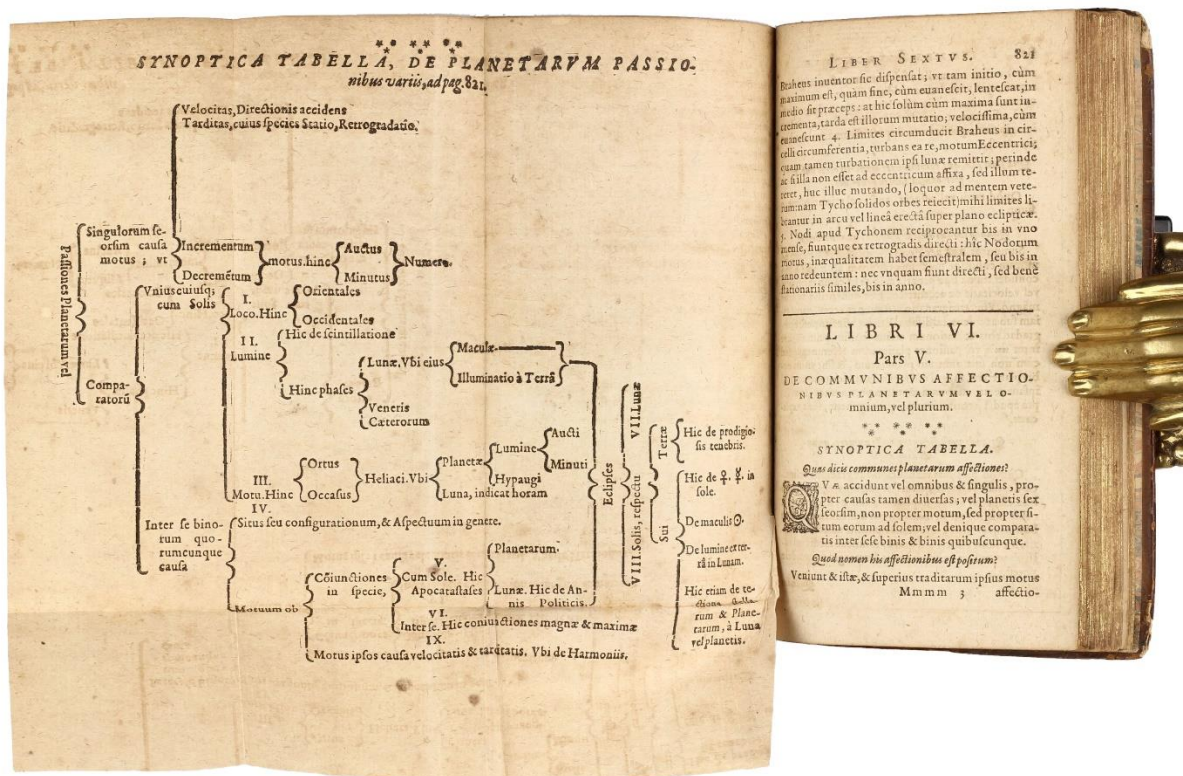 SYNOPTICA TABELLA, DE PLANETARVM PASSIO-
nibus variis, ad pag. 821.
Velocitas, Directionis accidens
Tarditas, cuius species Statio, Retrogradatio.
Passiones Planetarum vel
Singulorum se-
orsim causa
motus ; vt
Incrementum
Decremētum
motus. hinc
Auctus
Minutus
Numero.
Compa-
ratorū
Vniuscuiusq;
cum Solis
I.
Loco. Hinc
Orientales
Occidentales
II.
Lumine
Hic de scintillatione
Hinc phases
Lunæ. Vbi eius
Maculæ
Illuminatio à Terrâ
Veneris
Cæterorum
III.
Motu. Hinc
Ortus
Occasus
Heliaci. Vbi
Planetæ
Lumine
Aucti
Minuti
Hypaugi
Luna, indicat horam
Inter se bino-
rum quo-
rumcunque
causa
IV.
Situs seu configurationum, & Aspectuum in genere.
Motuum ob
Cōiunctiones
in specie,
V.
Cum Sole. Hic
Apocatastases
Planetarum.
Lunæ. Hic de An-
nis Politicis.
VI.
Inter se. Hic coniunctiones magnæ & maximæ
IX.
Motus ipsos causa velocitatis & tarditatis. Vbi de Harmoniis.
Eclipses
VII. Lunæ
VIII. Solis, respectu
Terræ
Hic de prodigio-
sis tenebris.
Sui
Hic de ♀. ☿. in
sole.
De maculis ☉.
De lumine ex ter-
râ in Lunam.
Hic etiam de te-
ctione stella-
rum & Plane-
tarum, à Luna
vel planetis.
LIBER SEXTVS. 821
Braheus inventor sic dispensat; vt tam initio, cùm
maximum est, quàm fine, cùm euanescit, lentescat, in
medio sit præceps: at hic solùm cùm maxima sunt in-
crementa, tarda est illorum mutatio; velocissima, cùm
euanescunt 4. Limites circumducit Braheus in cir-
celli circumferentia, turbans ea re, motum Eccentrici;
quam tamen turbationem ipsi lunæ remittit; perinde
ac si illa non esset ad eccentricum affixa, sed illum te-
reret, huc illuc mutando, (loquor ad mentem vete-
rum: nam Tycho solidos orbes reiecit) mihi limites li-
brantur in arcu vel lineâ erectâ super plano eclipticæ.
5. Nodi apud Tychonem reciprocantur bis in vno
mense, fiuntque ex retrogradis directi: hîc Nodorum
motus, inæqualitatem habet semestralem, seu bis in
anno redeuntem: nec vnquam fiunt directi, sed benè
stationariis similes, bis in anno.
LIBRI VI.
Pars V.
DE COMMVNIBVS AFFECTIO-
NIBVS PLANETARVM VEL O-
mnium, vel plurium.
SYNOPTICA TABELLA.
Quas dicis communes planetarum affectiones?
QVæ accidunt vel omnibus & singulis, pro-
pter causas tamen diuersas; vel planetis sex
seorsim, non propter motum, sed propter si-
tum eorum ad solem; vel denique compara-
tis inter sese binis & binis quibuscunque.
Quod nomen his affectionibus est positum?
Veniunt & istæ, & superius traditarum ipsius motus
Mmmm 3 affectio-